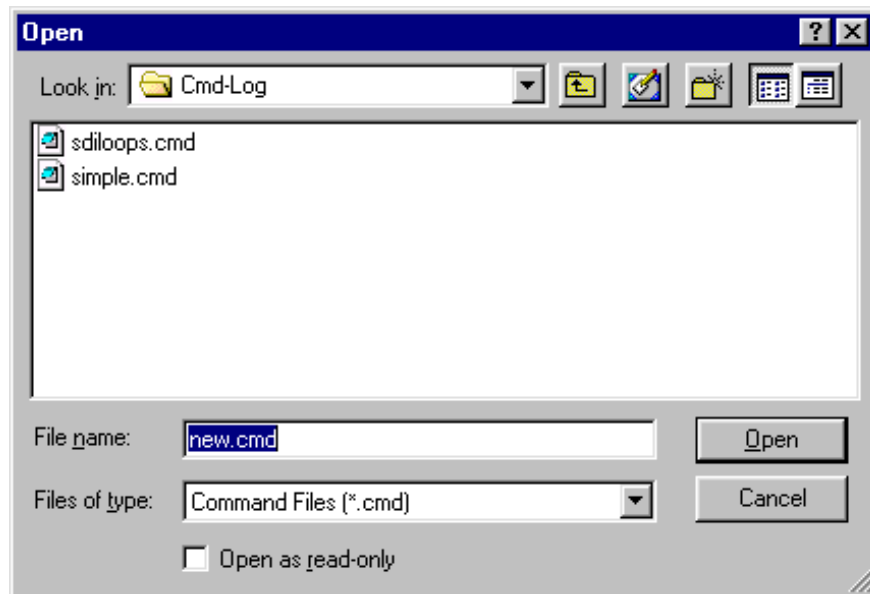 Open
Look in: Cmd-Log
sdiloops.cmd
simple.cmd
File name: new.cmd Open
Files of type: Command Files (*.cmd) Cancel
Open as read-only